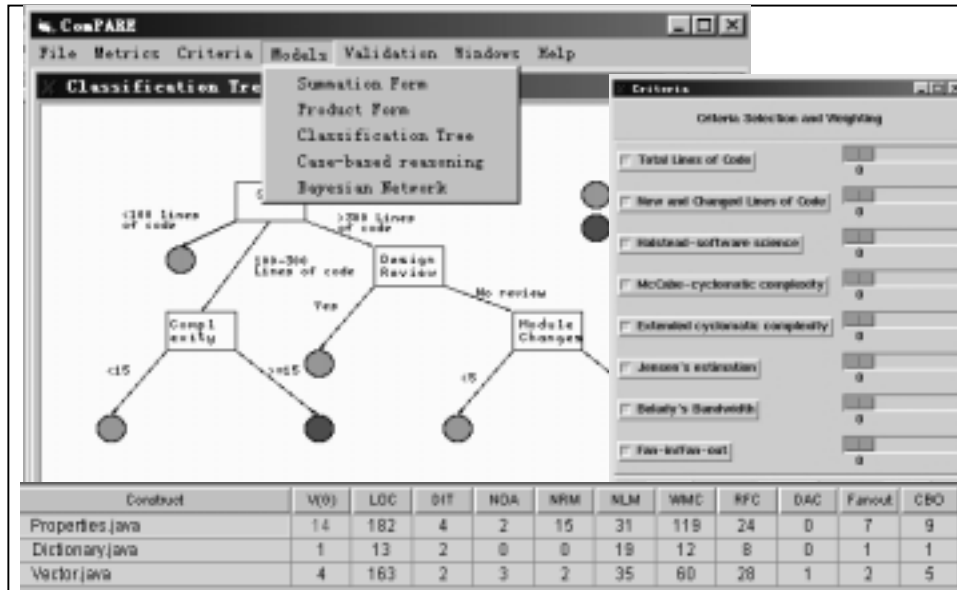 ComPARE
File Metrics Criteria Models Validation Windows Help
Classification Tre
Summation Form
Product Form
Classification Tree
Case-based reasoning
Bayesian Network
<100 lines
of code
>300 Lines
of code
100-300
Lines of code
Design
Review
Yes
No review
Compl
exity
Module
Changes
<15
>=15
<5
Criteria
Criteria Selection and Weighting
Total Lines of Code
0
New and Changed Lines of Code
0
Halstead-software science
0
McCabe-cyclomatic complexity
0
Extended cyclomatic complexity
0
Jensen's estimation
0
Belady's Bandwidth
0
Fan-in/Fan-out
0
Construct V(G) LOC DIT NOA NRM NLM WMC RFC DAC Fanout CBO
Properties.java 14 182 4 2 15 31 119 24 0 7 9
Dictionary.java 1 13 2 0 0 19 12 8 0 1 1
Vector.java 4 163 2 3 2 35 60 28 1 2 5